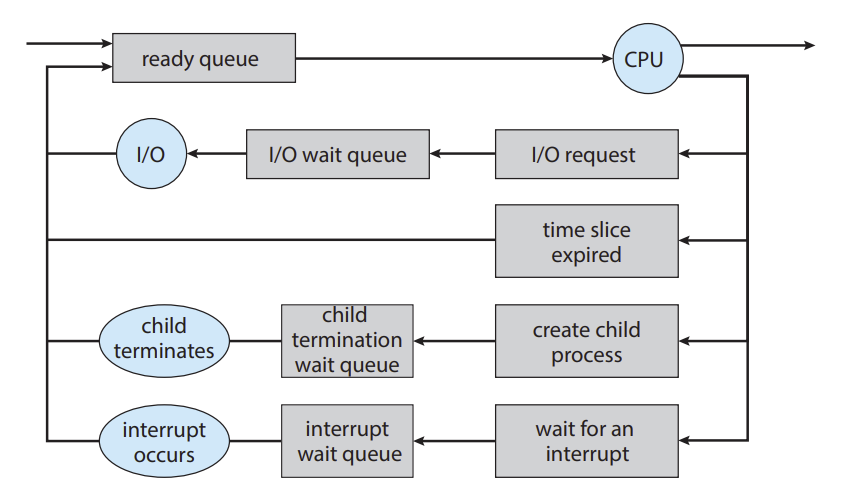 ready queue
CPU
I/O
I/O wait queue
I/O request
time slice
expired
child
terminates
child
termination
wait queue
create child
process
interrupt
occurs
interrupt
wait queue
wait for an
interrupt